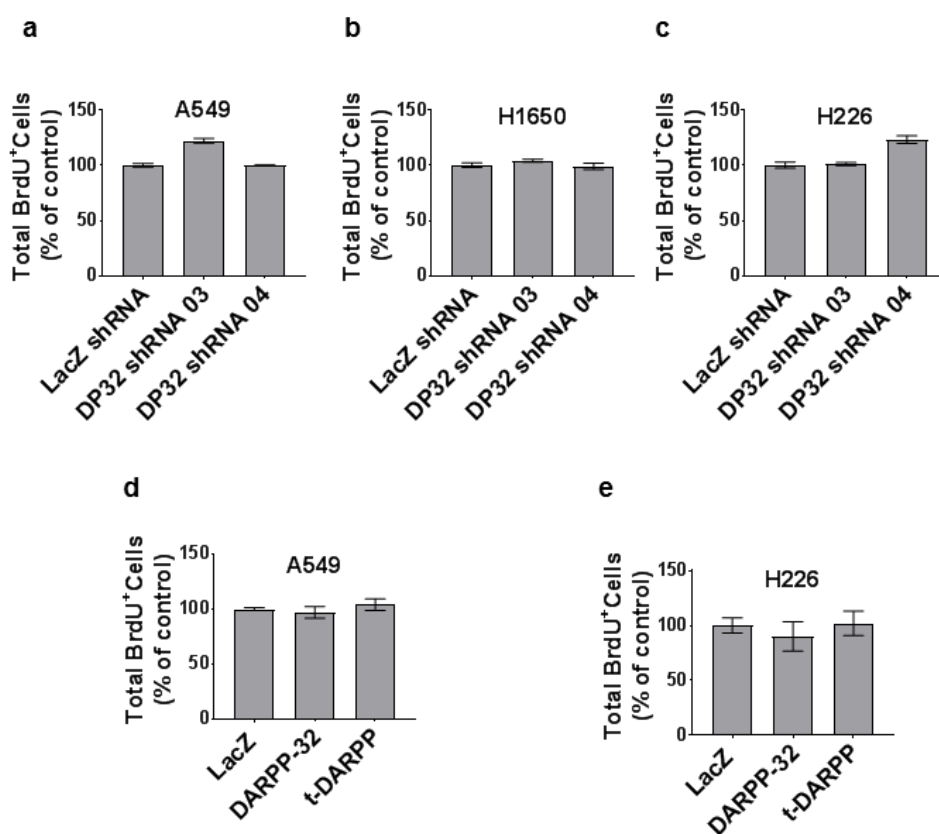 a
b
c
A549
Total BrdU⁺Cells
(% of control)
150
100
50
0
LacZ shRNA
DP32 shRNA 03
DP32 shRNA 04
H1650
Total BrdU⁺Cells
(% of control)
150
100
50
0
LacZ shRNA
DP32 shRNA 03
DP32 shRNA 04
H226
Total BrdU⁺Cells
(% of control)
150
100
50
0
LacZ shRNA
DP32 shRNA 03
DP32 shRNA 04
d
e
A549
Total BrdU⁺Cells
(% of control)
150
100
50
0
LacZ
DARPP-32
t-DARPP
H226
Total BrdU⁺Cells
(% of control)
150
100
50
0
LacZ
DARPP-32
t-DARPP